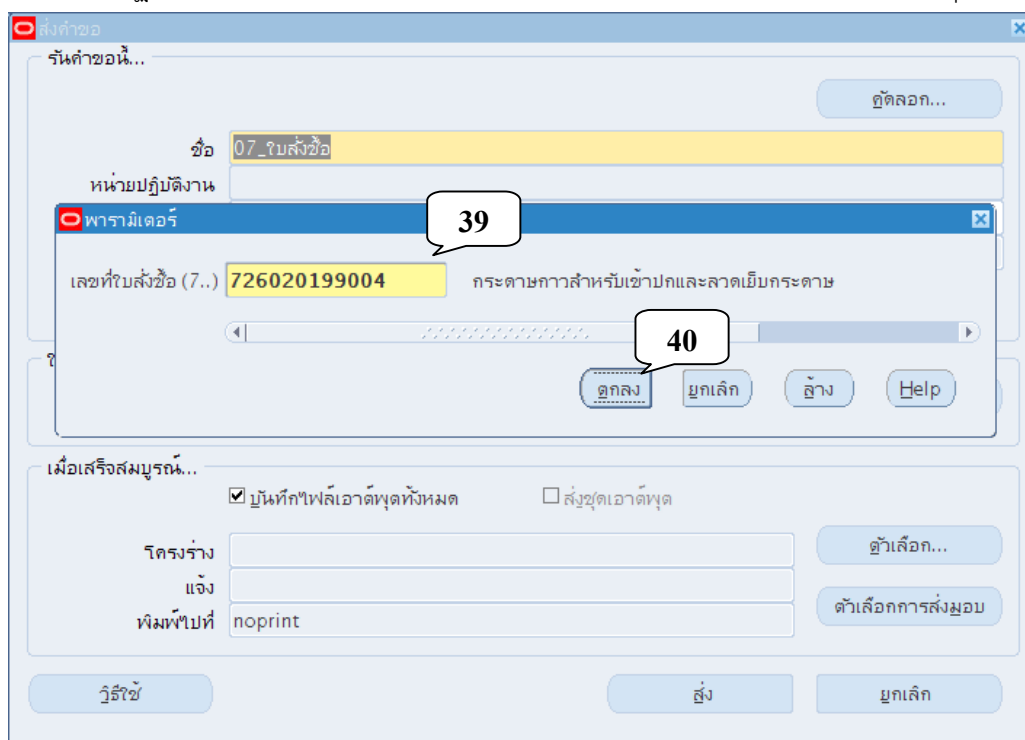 ส่งคำขอ
รันคำขอนี้...
คัดลอก...
ชื่อ 07_ใบสั่งซื้อ
หน่วยปฏิบัติงาน
พารามิเตอร์
39
เลขที่ใบสั่งซื้อ (7..) 726020199004 กระดาษกาวสำหรับเข้าปกและลาดเย็บกระดาษ
40
ตกลง ยกเลิก ล้าง Help
เมื่อเสร็จสมบูรณ์...
บันทึกไฟล์เอาต์พุตทั้งหมด ส่งชุดเอาต์พุต
โครงร่าง
ตัวเลือก...
แจ้ง
ตัวเลือกการส่งมอบ
พิมพ์ไปที่ noprint
วิธีใช้ ส่ง ยกเลิก